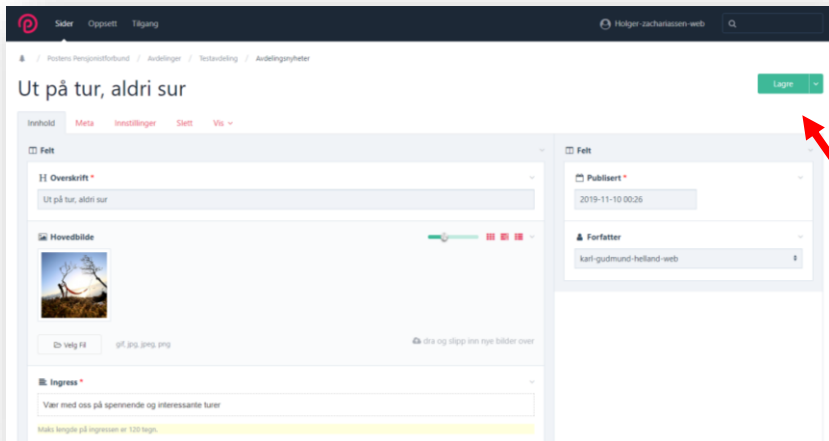 Sider Oppsett Tilgang Holger-zachariassen-web
/ Postens Pensjonistforbund / Avdelinger / Testavdeling / Avdelingsnyheter
Ut på tur, aldri sur
Lagre
Innhold Meta Innstillinger Slett Vis
Felt
Felt
H Overskrift *
Publisert *
Ut på tur, aldri sur
2019-11-10 00:26
Hovedbilde
Forfatter
karl-gudmund-helland-web
Velg Fil gif, jpg, jpeg, png dra og slipp inn nye bilder over
Ingress *
Vær med oss på spennende og interessante turer
Maks lengde på ingressen er 120 tegn.